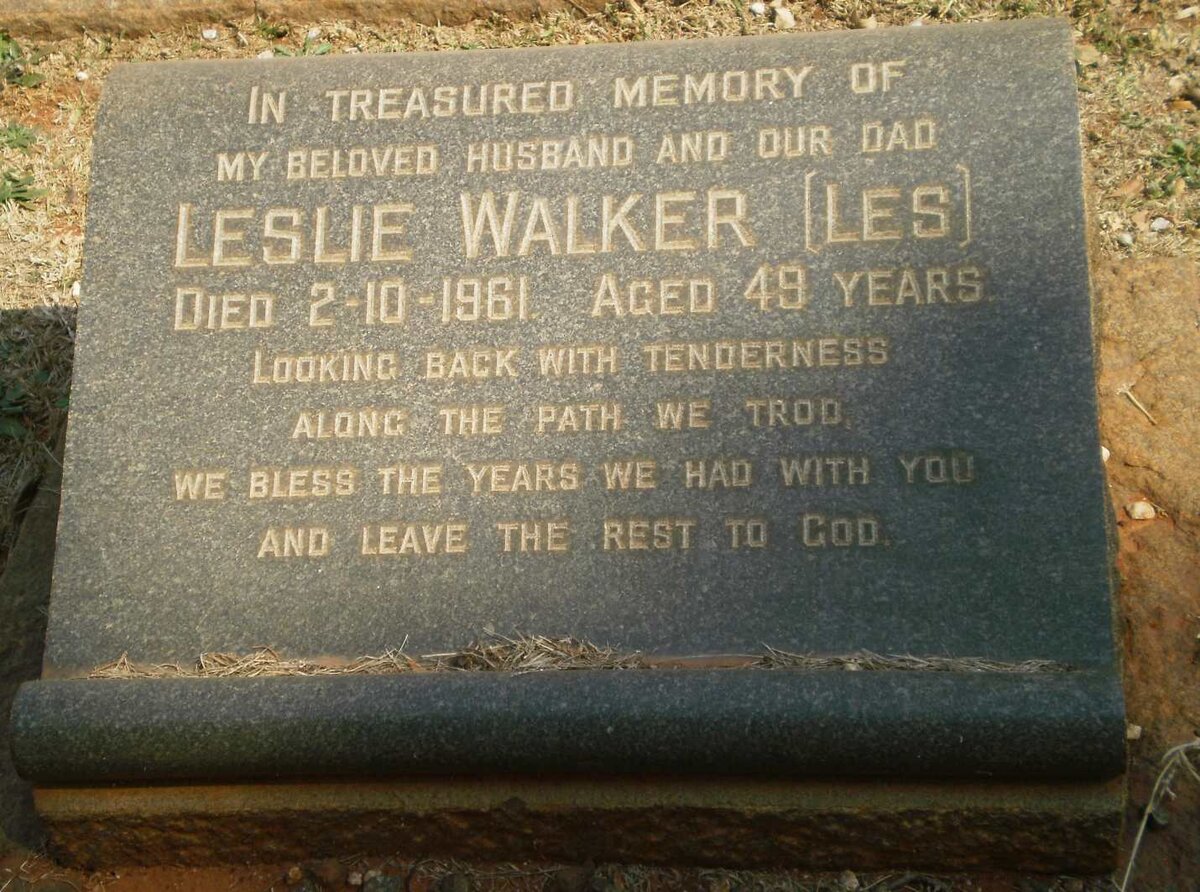 IN TREASURED MEMORY OF
MY BELOVED HUSBAND AND OUR DAD
LESLIE WALKER (LES)
DIED 2-10-1961. AGED 49 YEARS.
LOOKING BACK WITH TENDERNESS
ALONG THE PATH WE TROD,
WE BLESS THE YEARS WE HAD WITH YOU
AND LEAVE THE REST TO GOD.